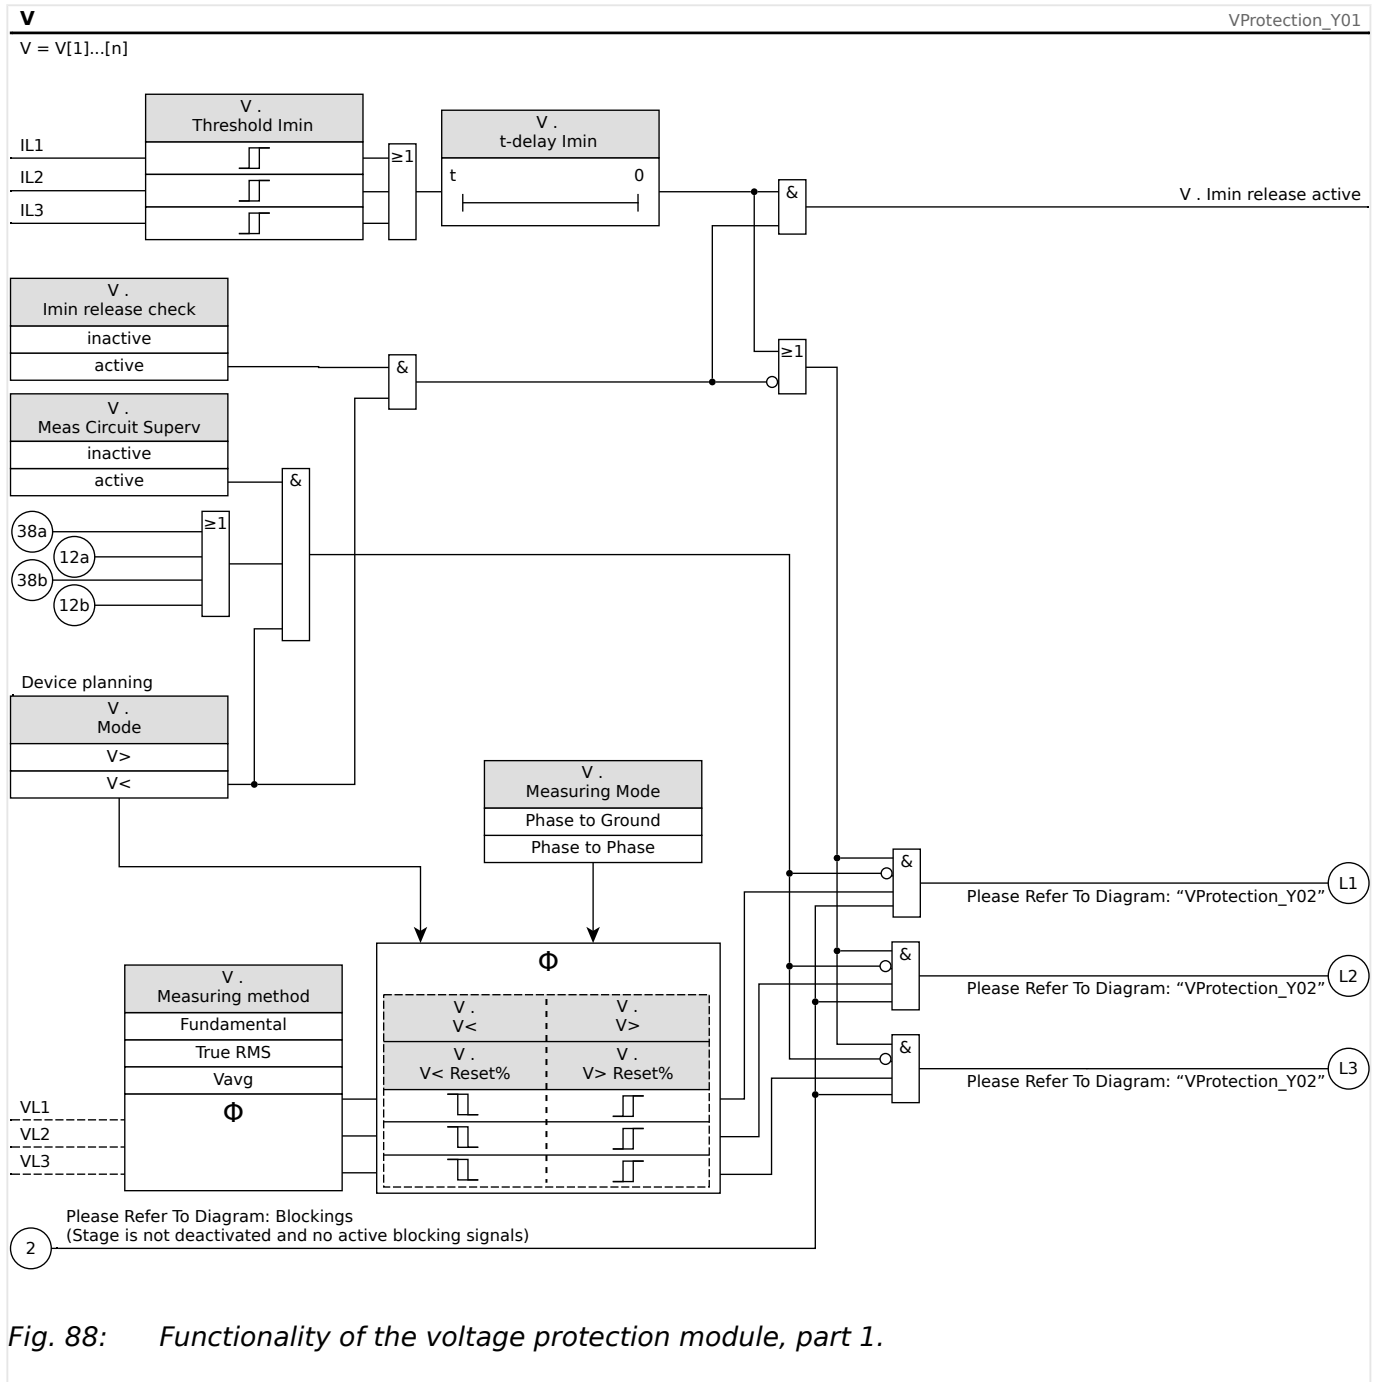 V
VProtection_Y01
V = V[1]...[n]
V .
Threshold Imin
V .
t-delay Imin
IL1
IL2
IL3
≥1
t
0
&
V . Imin release active
V .
Imin release check
inactive
active
&
≥1
V .
Meas Circuit Superv
inactive
active
&
38a
12a
38b
12b
≥1
Device planning
V .
Mode
V>
V<
V .
Measuring Mode
Phase to Ground
Phase to Phase
&
L1
Please Refer To Diagram: “VProtection_Y02”
&
L2
Please Refer To Diagram: “VProtection_Y02”
&
L3
Please Refer To Diagram: “VProtection_Y02”
V .
Measuring method
Fundamental
True RMS
Vavg
Φ
VL1
VL2
VL3
Φ
V .
V<
V .
V>
V .
V< Reset%
V .
V> Reset%
Please Refer To Diagram: Blockings
(Stage is not deactivated and no active blocking signals)
2
Fig. 88: Functionality of the voltage protection module, part 1.